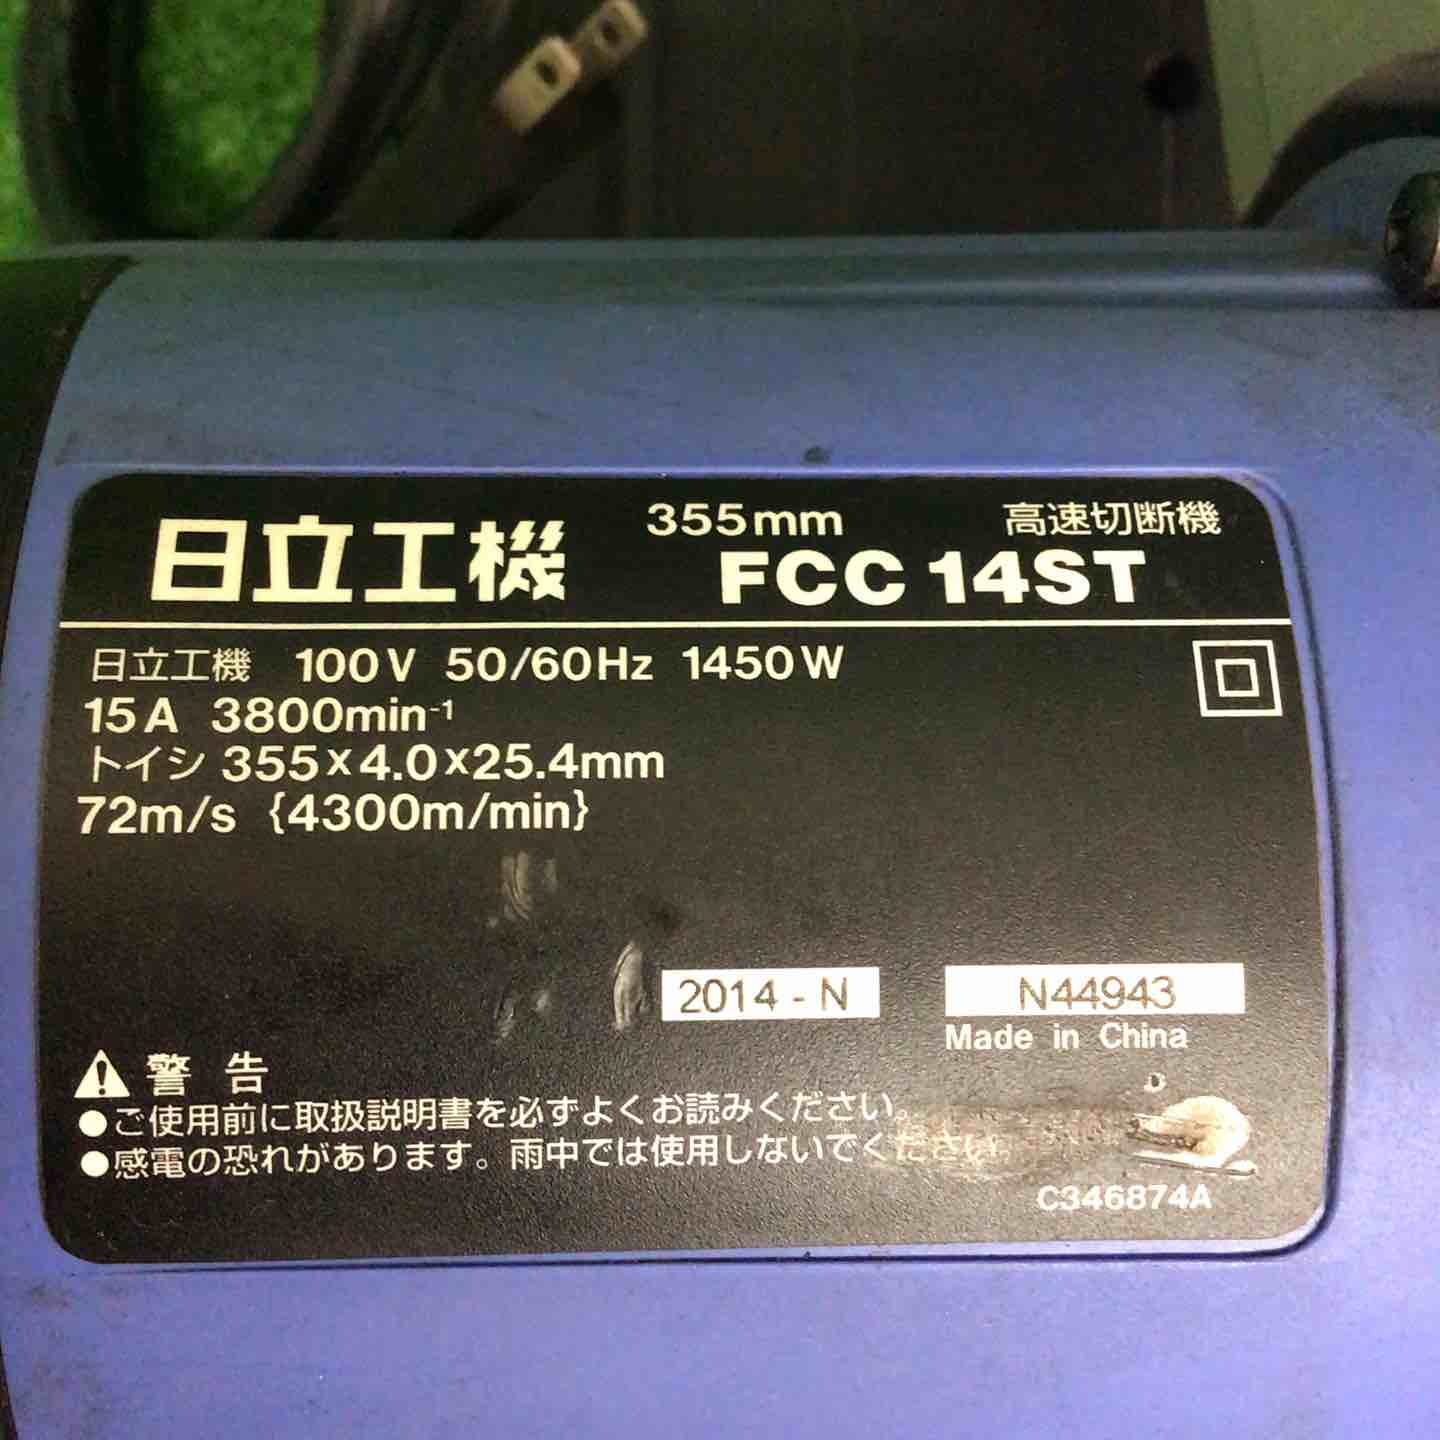 日立工機 355mm 高速切断機
FCC 14ST
日立工機 100V 50/60Hz 1450W
15A 3800min⁻¹
トイシ 355×4.0×25.4mm
72m/s {4300m/min}
2014 - N N44943
Made in China
警告
●ご使用前に取扱説明書を必ずよくお読みください。
●感電の恐れがあります。雨中では使用しないでください。
C346874A